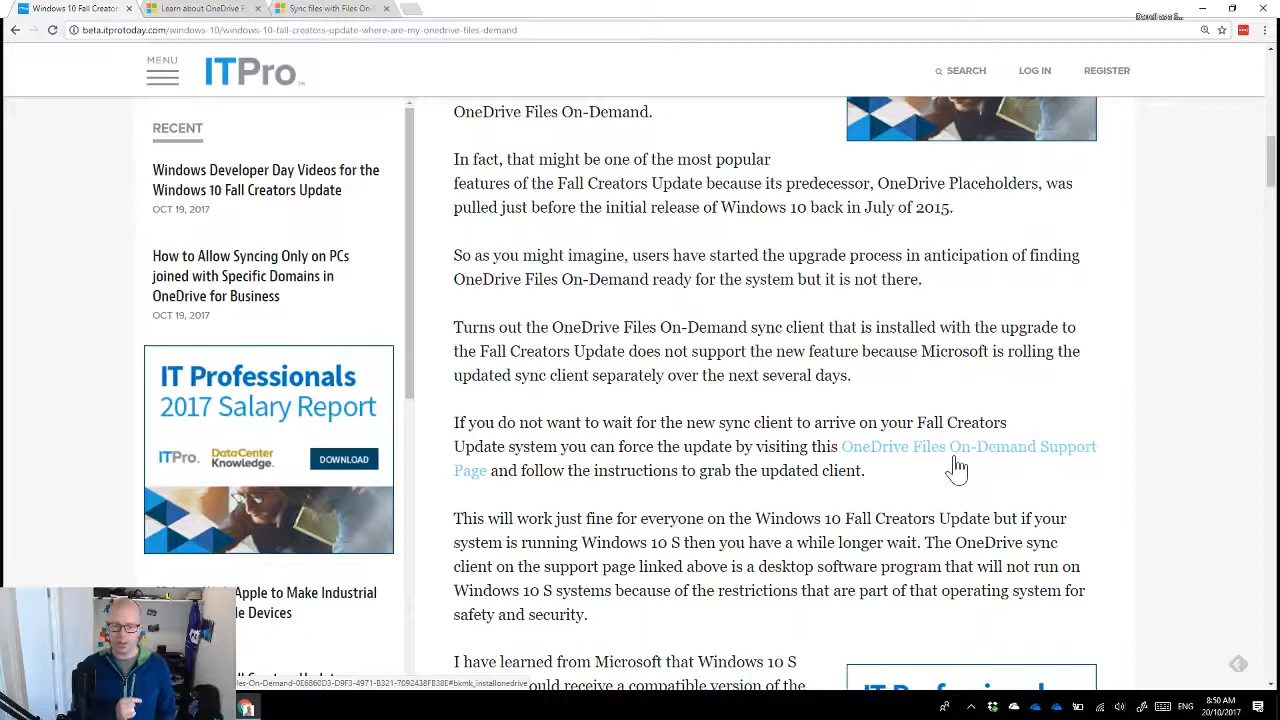 Windows 10 Fall Creator
Learn about OneDrive F
Sync files with Files On-
beta.itprotoday.com/windows-10/windows-10-fall-creators-update-where-are-my-onedrive-files-demand
MENU
ITPro
SEARCH
LOG IN
REGISTER
RECENT
Windows Developer Day Videos for the
Windows 10 Fall Creators Update
OCT 19, 2017
How to Allow Syncing Only on PCs
joined with Specific Domains in
OneDrive for Business
OCT 19, 2017
IT Professionals
2017 Salary Report
ITPro
DataCenter
Knowledge
DOWNLOAD
Apple to Make Industrial
le Devices
OneDrive Files On-Demand.
In fact, that might be one of the most popular
features of the Fall Creators Update because its predecessor, OneDrive Placeholders, was
pulled just before the initial release of Windows 10 back in July of 2015.
So as you might imagine, users have started the upgrade process in anticipation of finding
OneDrive Files On-Demand ready for the system but it is not there.
Turns out the OneDrive Files On-Demand sync client that is installed with the upgrade to
the Fall Creators Update does not support the new feature because Microsoft is rolling the
updated sync client separately over the next several days.
If you do not want to wait for the new sync client to arrive on your Fall Creators
Update system you can force the update by visiting this OneDrive Files On-Demand Support
Page and follow the instructions to grab the updated client.
This will work just fine for everyone on the Windows 10 Fall Creators Update but if your
system is running Windows 10 S then you have a while longer wait. The OneDrive sync
client on the support page linked above is a desktop software program that will not run on
Windows 10 S systems because of the restrictions that are part of that operating system for
safety and security.
I have learned from Microsoft that Windows 10 S
ould receive a compatible version of the
les-On-Demand-0E6860D3-D9F3-4971-B321-7092438FB38E#bkmk_installonedrive
ENG
8:50 AM
20/10/2017